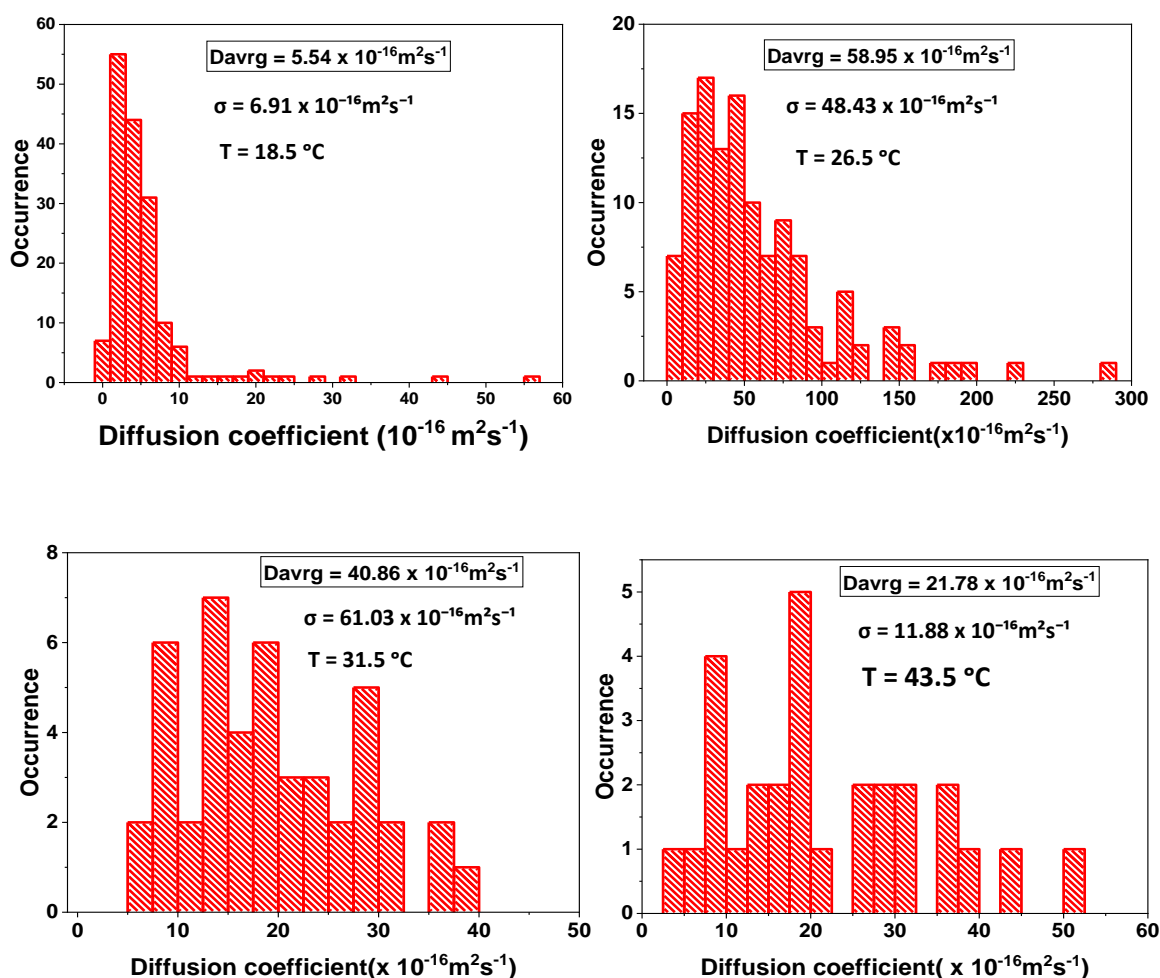 60
50
40
30
20
10
0
Occurrence
Davrg = 5.54 x 10⁻¹⁶m²s⁻¹
σ = 6.91 x 10⁻¹⁶m²s⁻¹
T = 18.5 °C
0 10 20 30 40 50 60
Diffusion coefficient (10⁻¹⁶ m²s⁻¹)
20
15
10
5
0
Occurrence
Davrg = 58.95 x 10⁻¹⁶m²s⁻¹
σ = 48.43 x 10⁻¹⁶m²s⁻¹
T = 26.5 °C
0 50 100 150 200 250 300
Diffusion coefficient(x10⁻¹⁶m²s⁻¹)
8
6
4
2
0
Occurrence
Davrg = 40.86 x 10⁻¹⁶m²s⁻¹
σ = 61.03 x 10⁻¹⁶m²s⁻¹
T = 31.5 °C
0 10 20 30 40 50
Diffusion coefficient(x 10⁻¹⁶m²s⁻¹)
5
4
3
2
1
0
Occurrence
Davrg = 21.78 x 10⁻¹⁶m²s⁻¹
σ = 11.88 x 10⁻¹⁶m²s⁻¹
T = 43.5 °C
0 10 20 30 40 50 60
Diffusion coefficient( x 10⁻¹⁶m²s⁻¹)